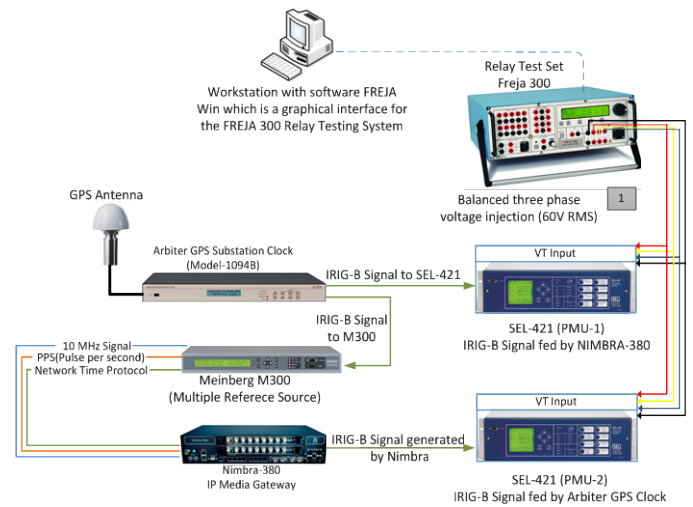 Relay Test Set
Freja 300
Workstation with software FREJA
Win which is a graphical interface for
the FREJA 300 Relay Testing System
GPS Antenna
Balanced three phase
voltage injection (60V RMS)
1
Arbiter GPS Substation Clock
(Model-1094B)
IRIG-B Signal to SEL-421
VT Input
IRIG-B Signal
to M300
SEL-421 (PMU-1)
IRIG-B Signal fed by NIMBRA-380
10 MHz Signal
PPS(Pulse per second)
Network Time Protocol
Meinberg M300
(Multiple Referece Source)
VT Input
IRIG-B Signal generated
by Nimbra
Nimbra-380
IP Media Gateway
SEL-421 (PMU-2)
IRIG-B Signal fed by Arbiter GPS Clock